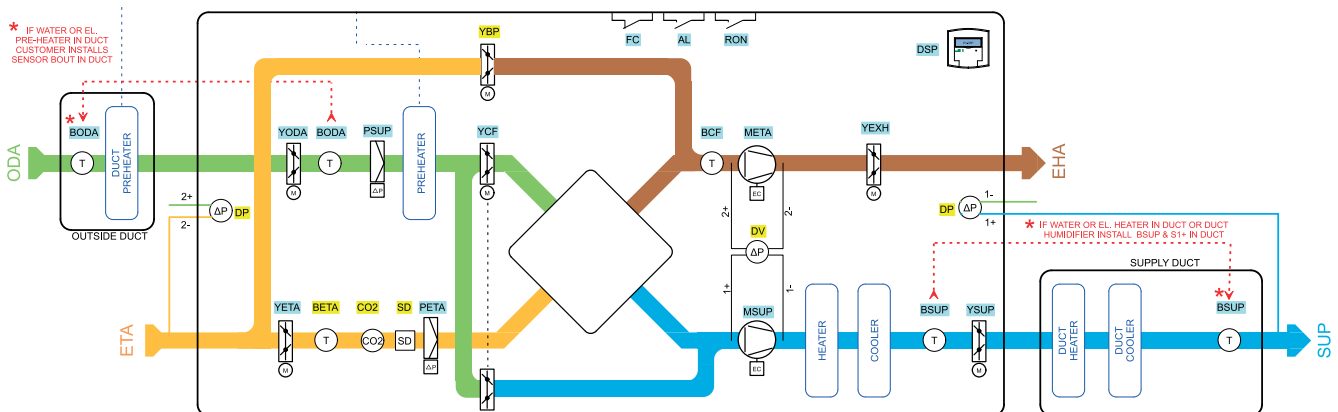 * IF WATER OR EL.
PRE-HEATER IN DUCT
CUSTOMER INSTALLS
SENSOR BOUT IN DUCT
YBP
M
FC
AL
RON
DSP
* BODA
T
DUCT
PREHEATER
OUTSIDE DUCT
ODA
YODA
M
BODA
T
PSUP
ΔP
PREHEATER
YCF
M
BCF
T
META
EC
YEXH
M
EHA
2+
2-
ΔP
DP
2+
2-
DV
ΔP
1+
1-
DP
ΔP
1-
1+
* IF WATER OR EL. HEATER IN DUCT OR DUCT
HUMIDIFIER INSTALL BSUP & S1+ IN DUCT
SUPPLY DUCT
ETA
YETA
M
BETA
T
CO2
CO2
SD
SD
PETA
ΔP
MSUP
EC
HEATER
COOLER
BSUP
T
YSUP
M
DUCT
HEATER
DUCT
COOLER
* BSUP
T
SUP